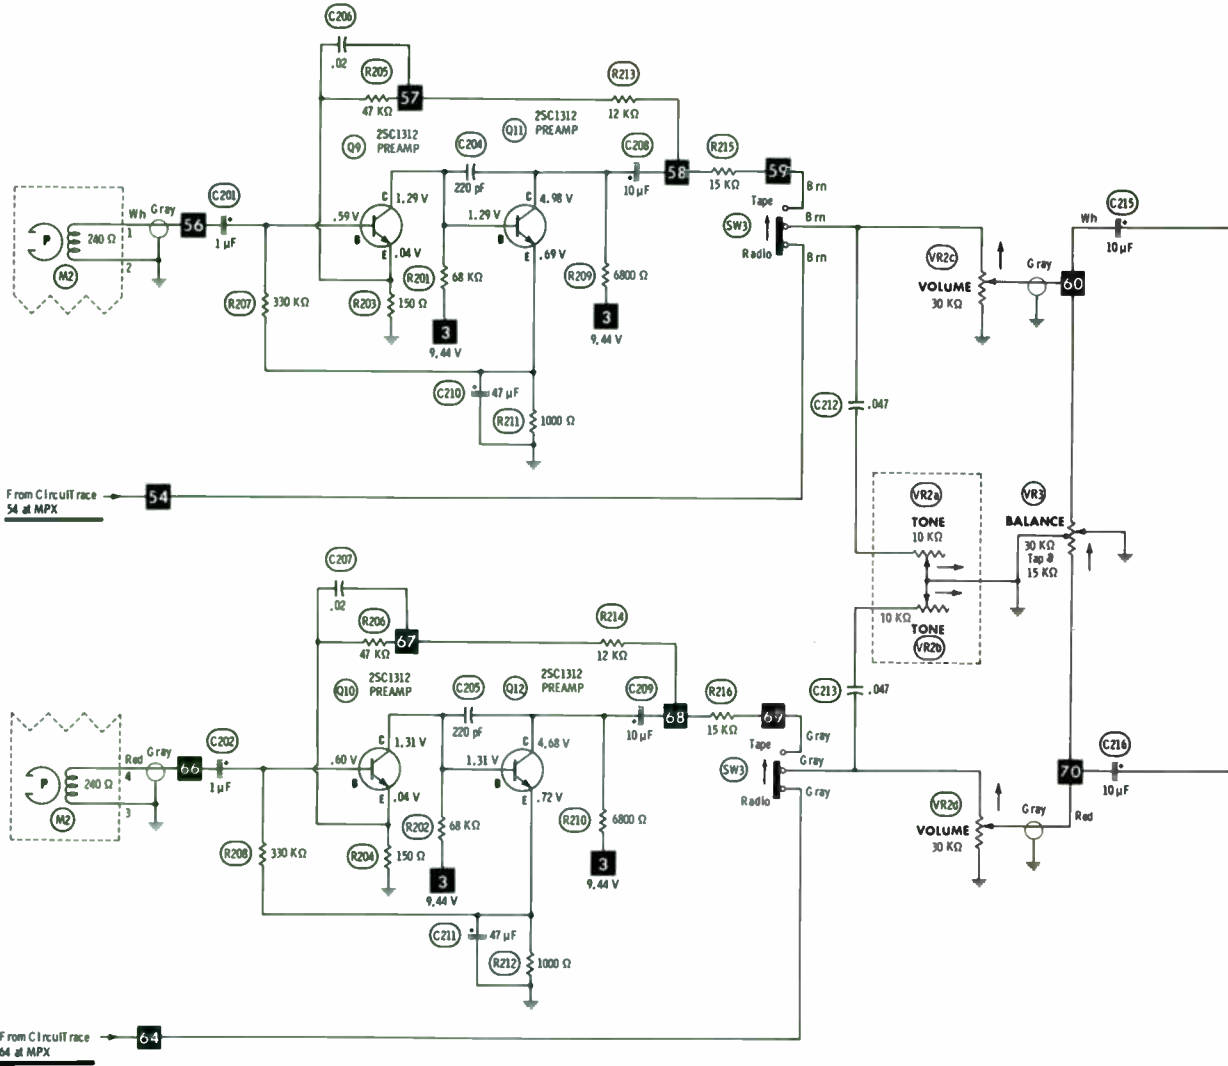 C206
.02
R205
47 KΩ
57
R213
12 KΩ
2SC1312
PREAMP
Q9
Q11
2SC1312
PREAMP
C204
220 pF
C208
10 μF
58
R215
15 KΩ
59
Brn
Tape
SW3
Brn
Radio
Brn
C201
Wh Gray
1
56
1 μF
P
240 Ω
M2
2
.59 V
C 1.29 V
B
E .04 V
1.29 V
C 4.98 V
B
E
.69 V
R207
330 KΩ
R203
150 Ω
R201
68 KΩ
3
9.44 V
R209
6800 Ω
3
9.44 V
C210
47 μF
R211
1000 Ω
VR2c
VOLUME
30 KΩ
Gray
Wh
C215
10 μF
60
C212
.047
From CircuiTrace
54 at MPX
54
VR2a
TONE
10 KΩ
VR3
BALANCE
30 KΩ
Tap @
15 KΩ
10 KΩ
TONE
VR2b
C207
.02
R206
47 KΩ
67
R214
12 KΩ
2SC1312
PREAMP
Q10
Q12
2SC1312
PREAMP
C205
220 pF
C209
10 μF
68
R216
15 KΩ
69
Gray
Tape
SW3
Gray
Radio
Gray
C213
.047
C202
Red Gray
4
66
1 μF
P
240 Ω
M2
3
.60 V
C 1.31 V
B
E .04 V
1.31 V
C 4.68 V
B
E
.72 V
R208
330 KΩ
R204
150 Ω
R202
68 KΩ
3
9.44 V
R210
6800 Ω
3
9.44 V
C211
47 μF
R212
1000 Ω
VR2d
VOLUME
30 KΩ
Gray
Red
70
C216
10 μF
From CircuiTrace
64 at MPX
64